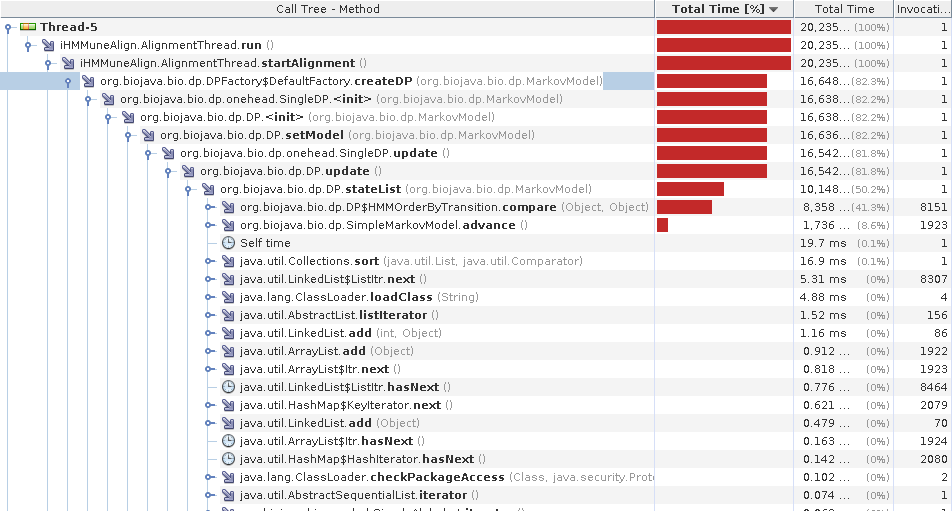 Call Tree - Method Total Time [%] Total Time Invocati...
Thread-5 20,235... (100%) 1
iHMMuneAlign.AlignmentThread.run () 20,235... (100%) 1
iHMMuneAlign.AlignmentThread.startAlignment () 20,235... (100%) 1
org.biojava.bio.dp.DPFactory$DefaultFactory.createDP (org.biojava.bio.dp.MarkovModel) 16,648... (82.3%) 1
org.biojava.bio.dp.onehead.SingleDP.<init> (org.biojava.bio.dp.MarkovModel) 16,638... (82.2%) 1
org.biojava.bio.dp.DP.<init> (org.biojava.bio.dp.MarkovModel) 16,638... (82.2%) 1
org.biojava.bio.dp.DP.setModel (org.biojava.bio.dp.MarkovModel) 16,636... (82.2%) 1
org.biojava.bio.dp.onehead.SingleDP.update () 16,542... (81.8%) 1
org.biojava.bio.dp.DP.update () 16,542... (81.8%) 1
org.biojava.bio.dp.DP.stateList (org.biojava.bio.dp.MarkovModel) 10,148... (50.2%) 1
org.biojava.bio.dp.DP$HMMOrderByTransition.compare (Object, Object) 8,358 ... (41.3%) 8151
org.biojava.bio.dp.SimpleMarkovModel.advance () 1,736 ... (8.6%) 1923
Self time 19.7 ms (0.1%) 1
java.util.Collections.sort (java.util.List, java.util.Comparator) 16.9 ms (0.1%) 1
java.util.LinkedList$ListItr.next () 5.31 ms (0%) 8307
java.lang.ClassLoader.loadClass (String) 4.88 ms (0%) 4
java.util.AbstractList.listIterator () 1.52 ms (0%) 156
java.util.LinkedList.add (int, Object) 1.16 ms (0%) 86
java.util.ArrayList.add (Object) 0.912 ... (0%) 1922
java.util.ArrayList$Itr.next () 0.818 ... (0%) 1923
java.util.LinkedList$ListItr.hasNext () 0.776 ... (0%) 8464
java.util.HashMap$KeyIterator.next () 0.621 ... (0%) 2079
java.util.LinkedList.add (Object) 0.479 ... (0%) 70
java.util.ArrayList$Itr.hasNext () 0.163 ... (0%) 1924
java.util.HashMap$HashIterator.hasNext () 0.142 ... (0%) 2080
java.lang.ClassLoader.checkPackageAccess (Class, java.security.Prote 0.102 ... (0%) 2
java.util.AbstractSequentialList.iterator () 0.074 ... (0%) 1